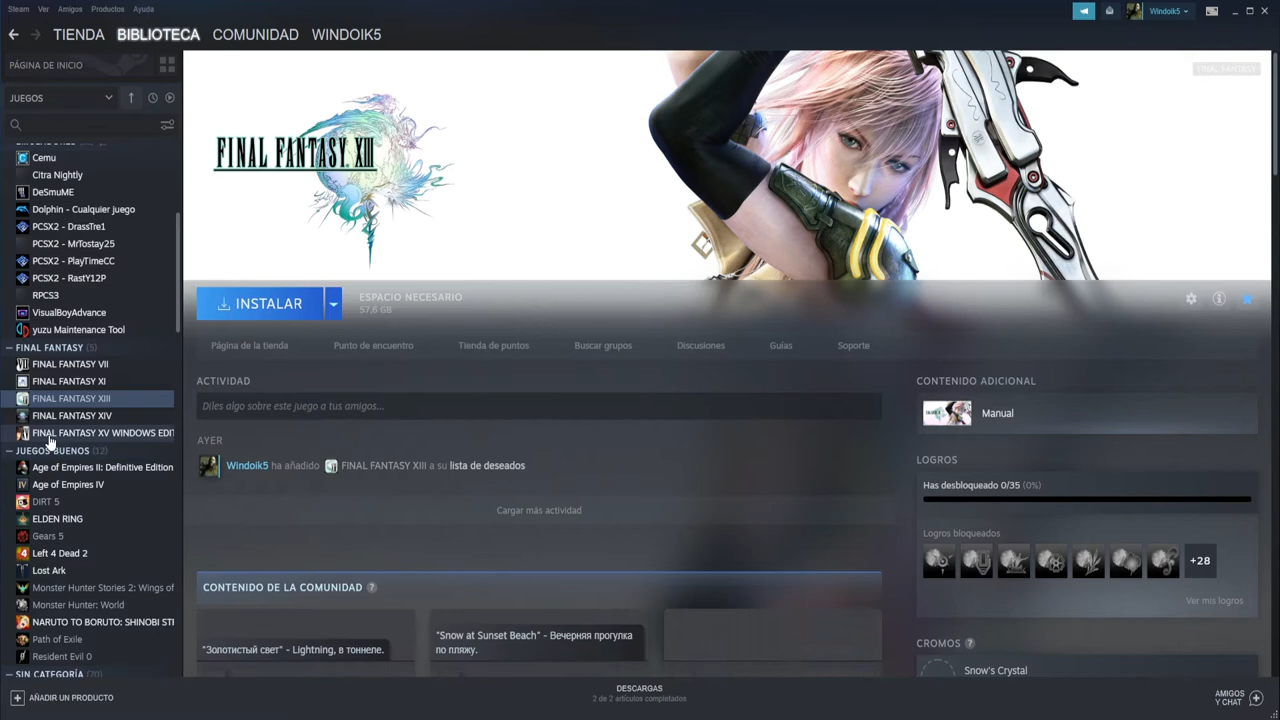 Steam Ver Amigos Productos Ayuda
Windoik5
TIENDA BIBLIOTECA COMUNIDAD WINDOIK5
PÁGINA DE INICIO
JUEGOS
Cemu
Citra Nightly
DeSmuME
Dolphin - Cualquier juego
PCSX2 - DrassTre1
PCSX2 - MrTostay25
PCSX2 - PlayTimeCC
PCSX2 - RastY12P
RPCS3
VisualBoyAdvance
yuzu Maintenance Tool
FINAL FANTASY (5)
FINAL FANTASY VII
FINAL FANTASY XI
FINAL FANTASY XIII
FINAL FANTASY XIV
FINAL FANTASY XV WINDOWS EDIT
JUEGOS BUENOS (12)
Age of Empires II: Definitive Edition
Age of Empires IV
DIRT 5
ELDEN RING
Gears 5
Left 4 Dead 2
Lost Ark
Monster Hunter Stories 2: Wings of
Monster Hunter: World
NARUTO TO BORUTO: SHINOBI STI
Path of Exile
Resident Evil 0
SIN CATEGORÍA (70)
AÑADIR UN PRODUCTO
FINAL FANTASY XIII
FINAL FANTASY
INSTALAR
ESPACIO NECESARIO
57,6 GB
Página de la tienda Punto de encuentro Tienda de puntos Buscar grupos Discusiones Guías Soporte
ACTIVIDAD
Diles algo sobre este juego a tus amigos...
AYER
Windoik5 ha añadido FINAL FANTASY XIII a su lista de deseados
Cargar más actividad
CONTENIDO DE LA COMUNIDAD ?
"Золотистый свет" - Lightning, в тоннеле.
"Snow at Sunset Beach" - Вечерняя прогулка
по пляжу.
CONTENIDO ADICIONAL
Manual
LOGROS
Has desbloqueado 0/35 (0%)
Logros bloqueados
+28
Ver mis logros
CROMOS ?
Snow's Crystal
DESCARGAS
2 de 2 artículos completados
AMIGOS
Y CHAT